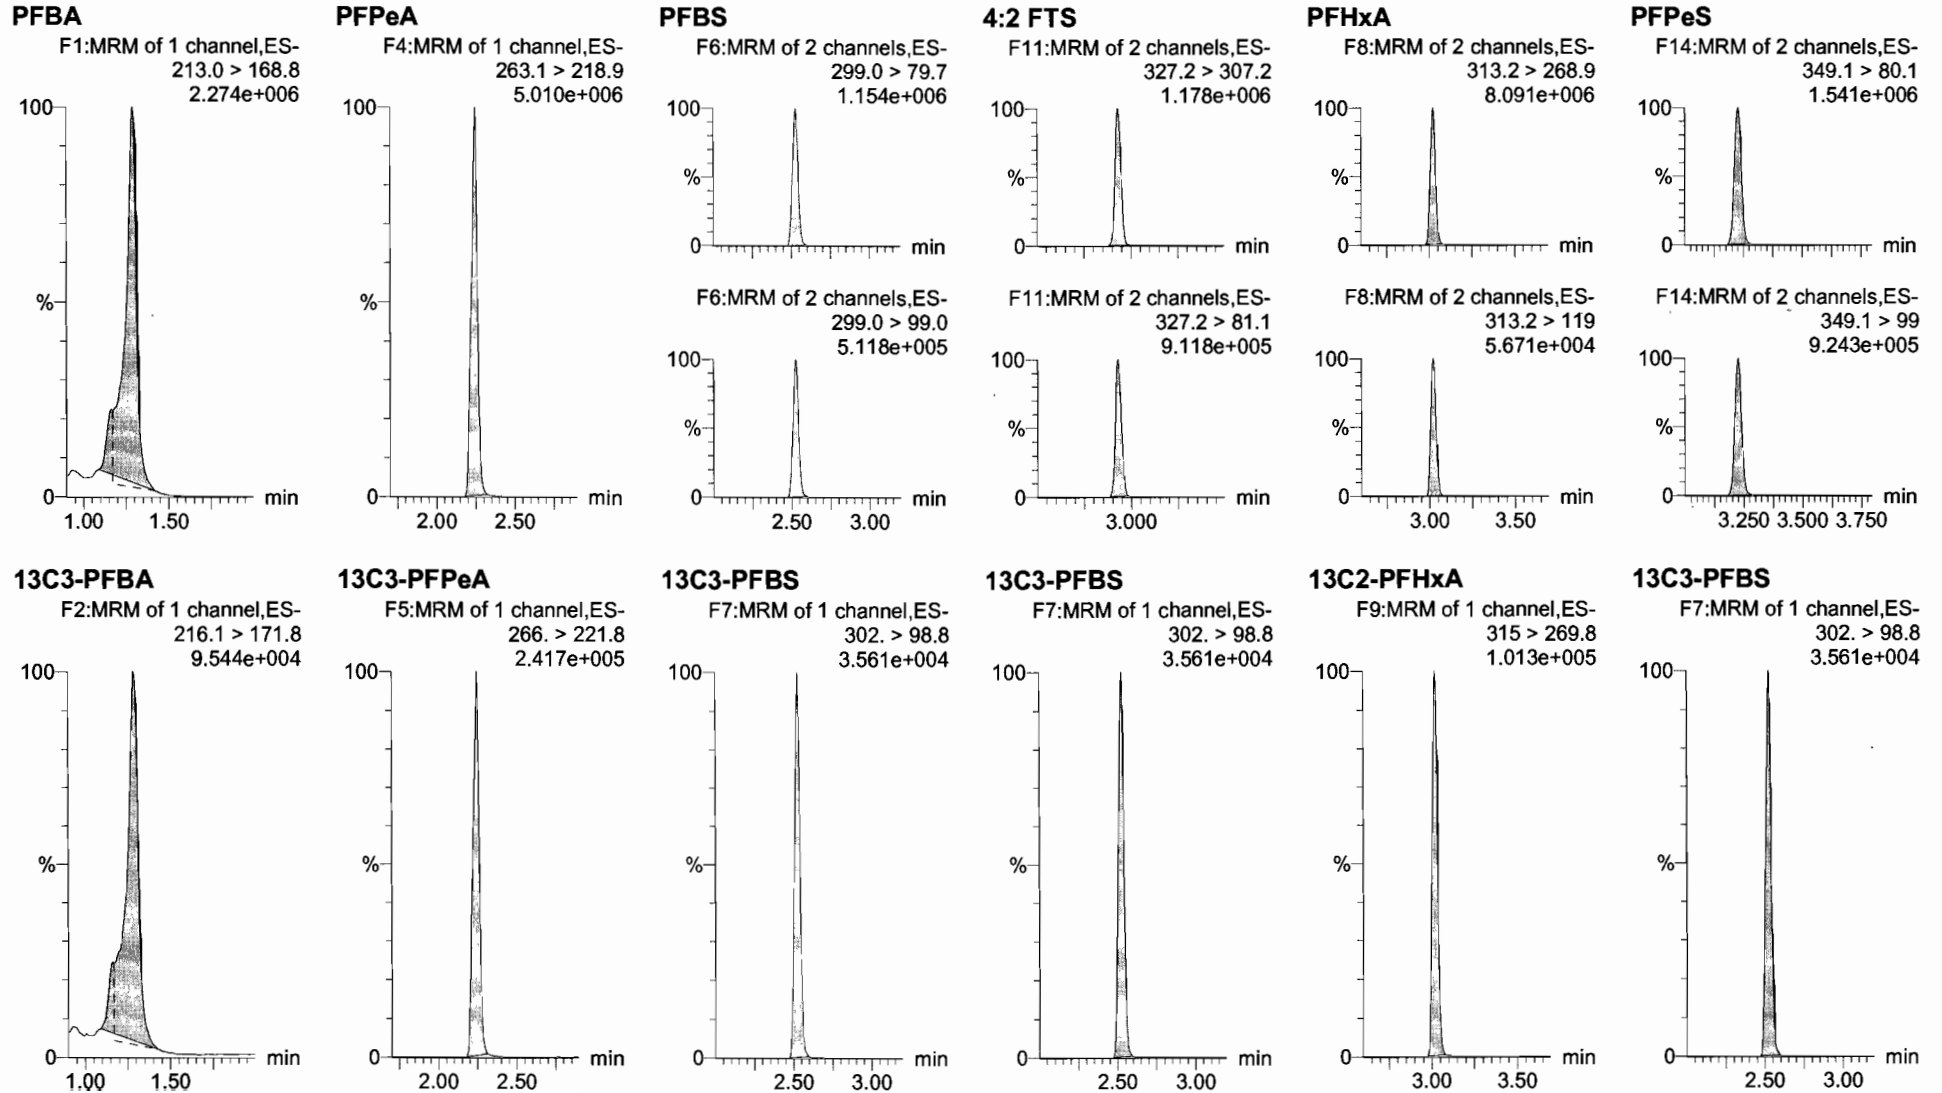 PFBA
F1:MRM of 1 channel,ES-
213.0 > 168.8
2.274e+006
100
%
0
min
1.00 1.50
PFPeA
F4:MRM of 1 channel,ES-
263.1 > 218.9
5.010e+006
100
%
0
min
2.00 2.50
PFBS
F6:MRM of 2 channels,ES-
299.0 > 79.7
1.154e+006
100
%
0
min
F6:MRM of 2 channels,ES-
299.0 > 99.0
5.118e+005
100
%
0
min
2.50 3.00
4:2 FTS
F11:MRM of 2 channels,ES-
327.2 > 307.2
1.178e+006
100
%
0
min
F11:MRM of 2 channels,ES-
327.2 > 81.1
9.118e+005
100
%
0
min
3.000
PFHxA
F8:MRM of 2 channels,ES-
313.2 > 268.9
8.091e+006
100
%
0
min
F8:MRM of 2 channels,ES-
313.2 > 119
5.671e+004
100
%
0
min
3.00 3.50
PFPeS
F14:MRM of 2 channels,ES-
349.1 > 80.1
1.541e+006
100
%
0
min
F14:MRM of 2 channels,ES-
349.1 > 99
9.243e+005
100
%
0
min
3.250 3.500 3.750
13C3-PFBA
F2:MRM of 1 channel,ES-
216.1 > 171.8
9.544e+004
100
%
0
min
1.00 1.50
13C3-PFPeA
F5:MRM of 1 channel,ES-
266. > 221.8
2.417e+005
100
%
0
min
2.00 2.50
13C3-PFBS
F7:MRM of 1 channel,ES-
302. > 98.8
3.561e+004
100
%
0
min
2.50 3.00
13C3-PFBS
F7:MRM of 1 channel,ES-
302. > 98.8
3.561e+004
100
%
0
min
2.50 3.00
13C2-PFHxA
F9:MRM of 1 channel,ES-
315 > 269.8
1.013e+005
100
%
0
min
3.00 3.50
13C3-PFBS
F7:MRM of 1 channel,ES-
302. > 98.8
3.561e+004
100
%
0
min
2.50 3.00